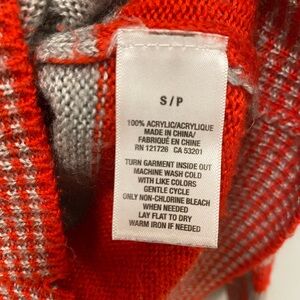 S/P
100% ACRYLIC/ACRYLIQUE
MADE IN CHINA/
FABRIQUÉ EN CHINE
RN 121726 CA 53201
TURN GARMENT INSIDE OUT
MACHINE WASH COLD
WITH LIKE COLORS
GENTLE CYCLE
ONLY NON-CHLORINE BLEACH
WHEN NEEDED
LAY FLAT TO DRY
WARM IRON IF NEEDED